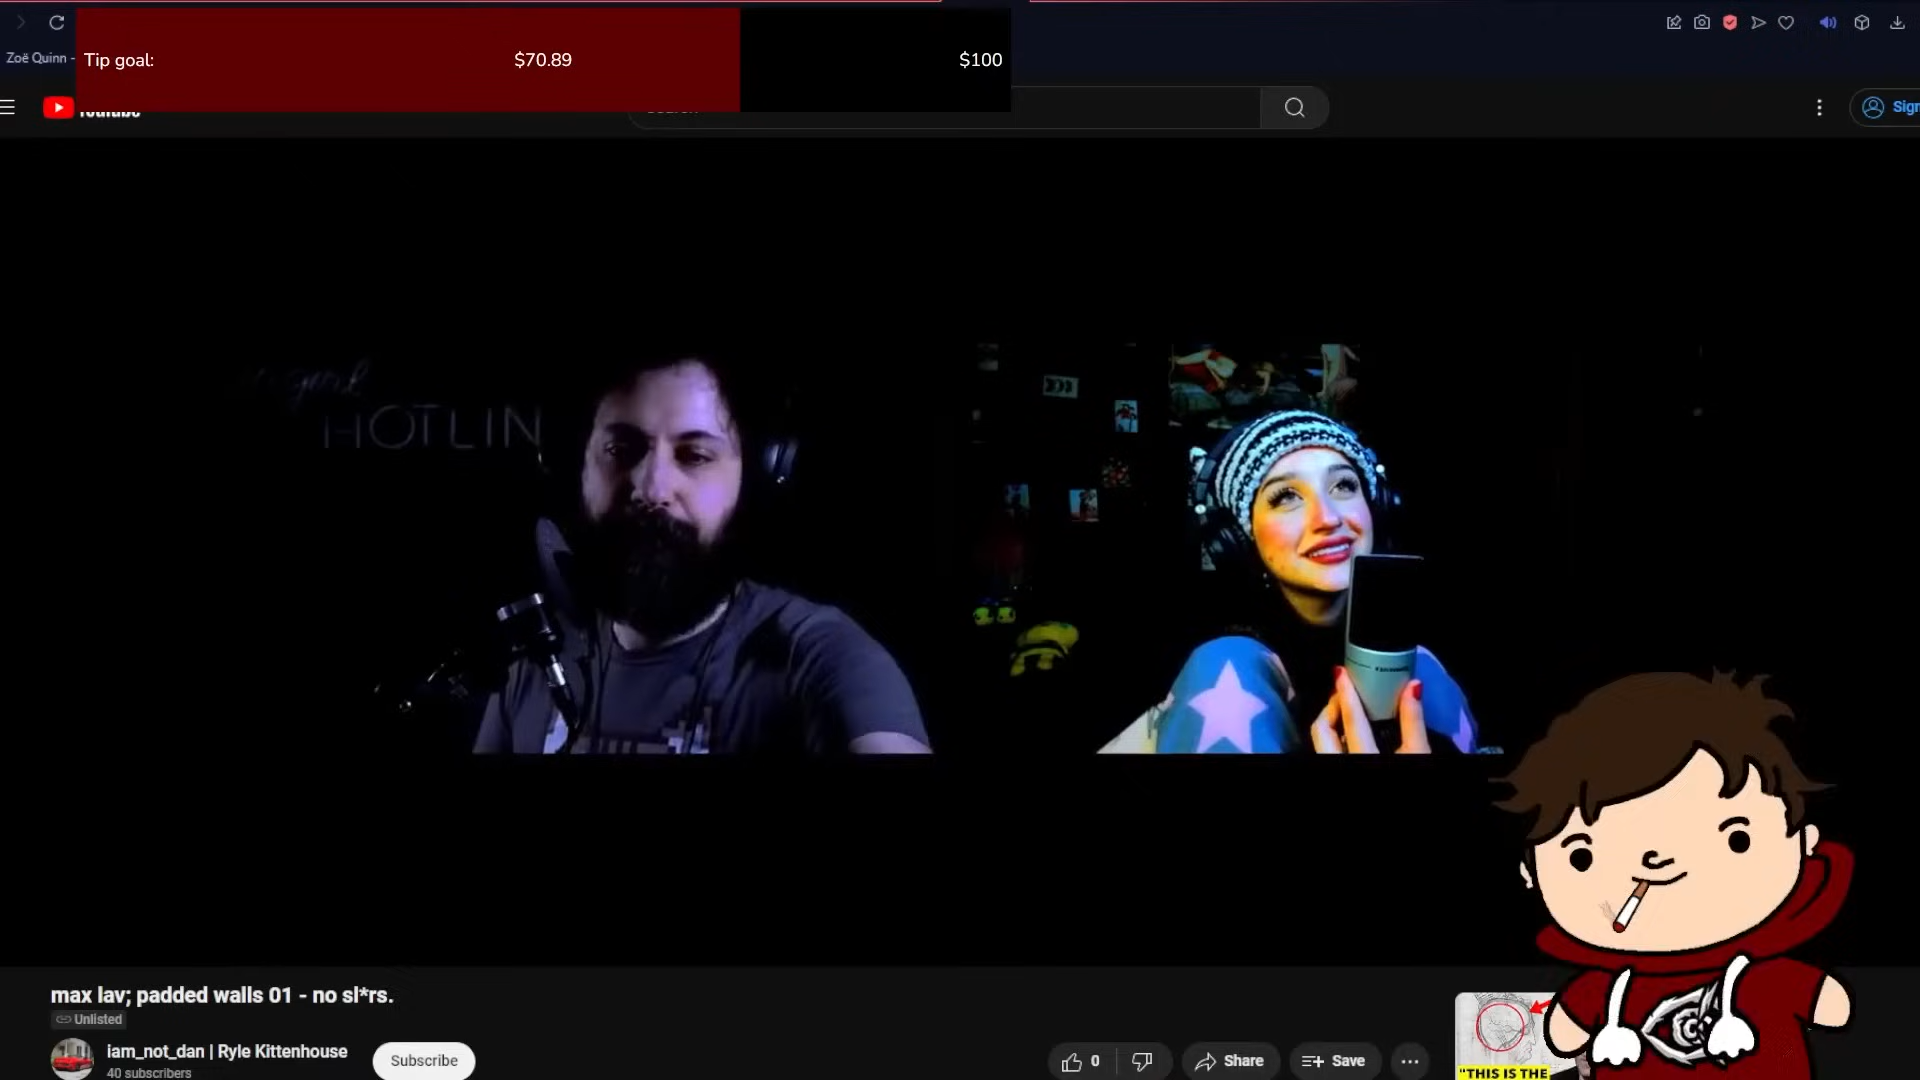 Zoë Quinn -
Tip goal:
$70.89
$100
Sign
HOTLIN
max lav; padded walls 01 - no sl*rs.
Unlisted
iam_not_dan | Ryle Kittenhouse
40 subscribers
Subscribe
0
Share
Save
"THIS IS THE